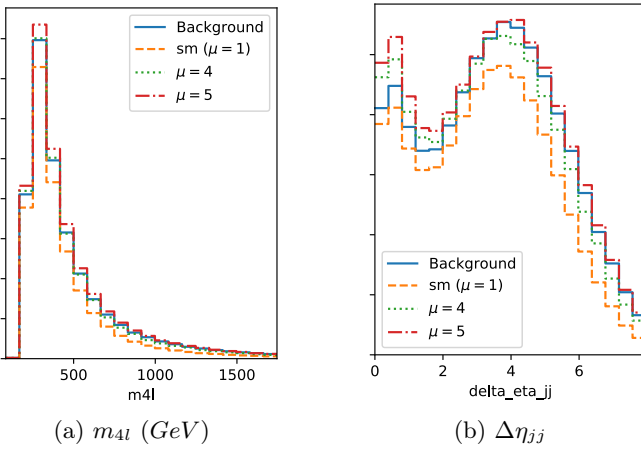 Background
sm (μ = 1)
μ = 4
μ = 5
500
1000
1500
m4l
(a) m4l (GeV)
Background
sm (μ = 1)
μ = 4
μ = 5
0
2
4
6
delta_eta_jj
(b) Δηjj